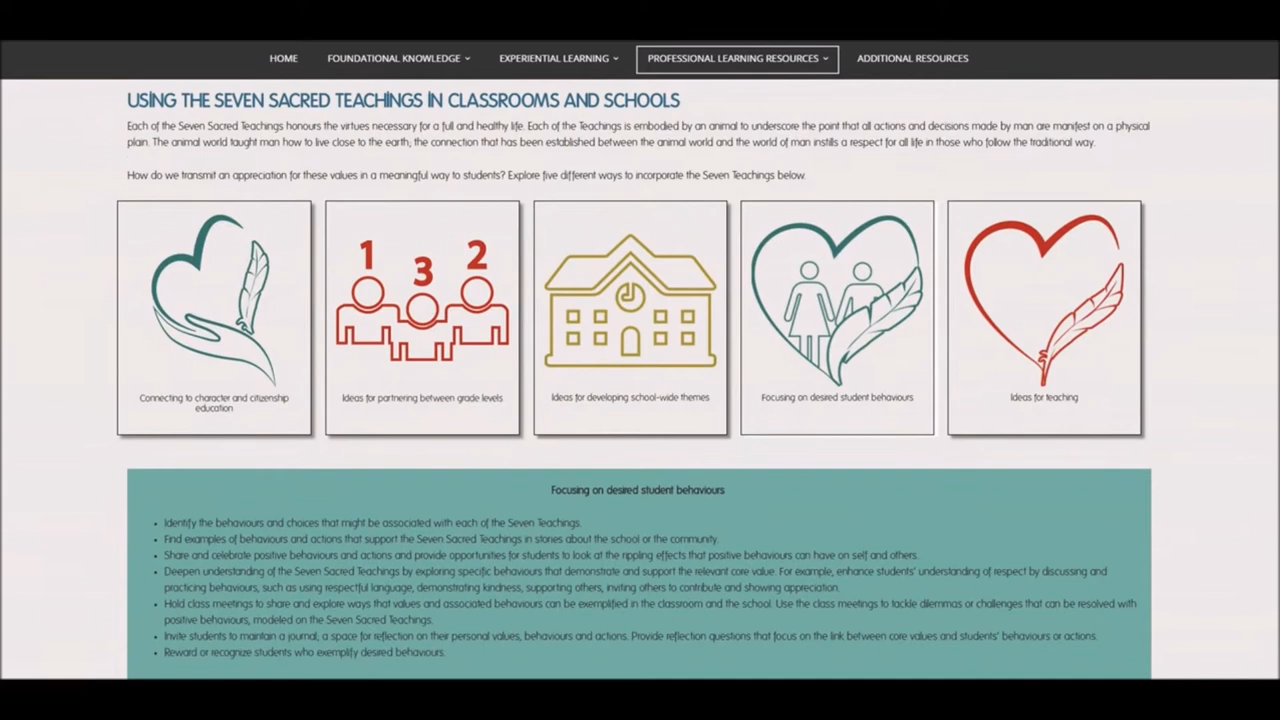 HOME FOUNDATIONAL KNOWLEDGE EXPERIENTIAL LEARNING PROFESSIONAL LEARNING RESOURCES ADDITIONAL RESOURCES
USING THE SEVEN SACRED TEACHINGS IN CLASSROOMS AND SCHOOLS
Each of the Seven Sacred Teachings honours the virtues necessary for a full and healthy life. Each of the Teachings is embodied by an animal to underscore the point that all actions and decisions made by man are manifest on a physical
plain. The animal world taught man how to live close to the earth; the connection that has been established between the animal world and the world of man instills a respect for all life in those who follow the traditional way.
How do we transmit an appreciation for these values in a meaningful way to students? Explore five different ways to incorporate the Seven Teachings below.
Connecting to character and citizenship
education
1 3 2
Ideas for partnering between grade levels
Ideas for developing school-wide themes
Focusing on desired student behaviours
Ideas for teaching
Focusing on desired student behaviours
• Identify the behaviours and choices that might be associated with each of the Seven Teachings.
• Find examples of behaviours and actions that support the Seven Sacred Teachings in stories about the school or the community.
• Share and celebrate positive behaviours and actions and provide opportunities for students to look at the rippling effects that positive behaviours can have on self and others.
• Deepen understanding of the Seven Sacred Teachings by exploring specific behaviours that demonstrate and support the relevant core value. For example, enhance students' understanding of respect by discussing and
practicing behaviours, such as using respectful language, demonstrating kindness, supporting others, inviting others to contribute and showing appreciation.
• Hold class meetings to share and explore ways that values and associated behaviours can be exemplified in the classroom and the school. Use the class meetings to tackle dilemmas or challenges that can be resolved with
positive behaviours, modeled on the Seven Sacred Teachings.
• Invite students to maintain a journal, a space for reflection on their personal values, behaviours and actions. Provide reflection questions that focus on the link between core values and students' behaviours or actions.
• Reward or recognize students who exemplify desired behaviours.